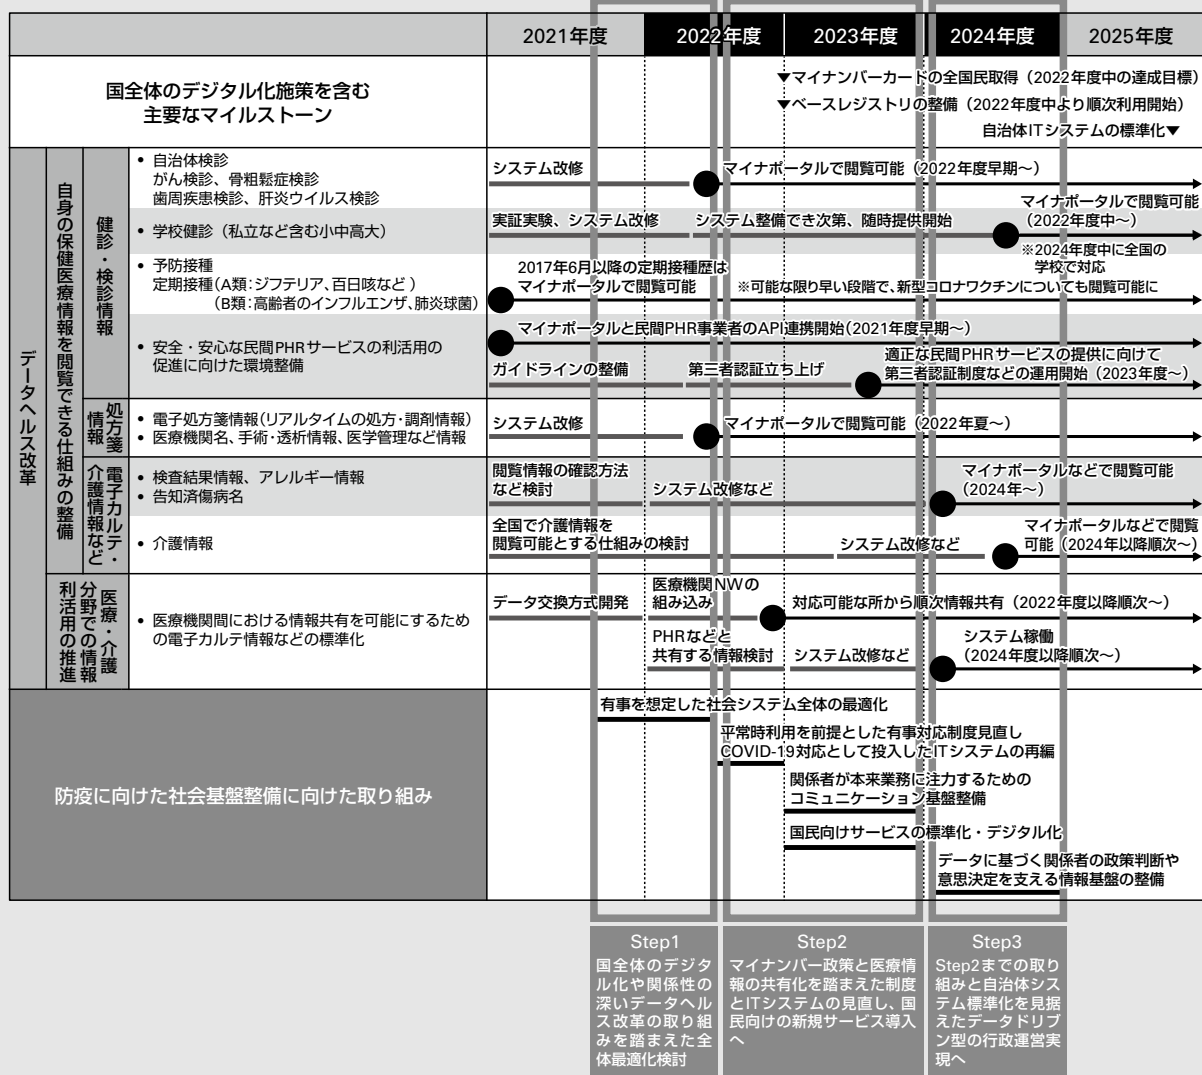 2021年度
2022年度
2023年度
2024年度
2025年度
国全体のデジタル化施策を含む
主要なマイルストーン
▼マイナンバーカードの全国民取得（2022年度中の達成目標）
▼ベースレジストリの整備（2022年度中より順次利用開始）
自治体ITシステムの標準化▼
データヘルス改革
自身の保健医療情報を閲覧できる仕組みの整備
健診・検診情報
• 自治体検診
がん検診、骨粗鬆症検診
歯周疾患検診、肝炎ウイルス検診
システム改修
マイナポータルで閲覧可能（2022年度早期～）
• 学校健診（私立など含む小中高大）
実証実験、システム改修
システム整備でき次第、随時提供開始
マイナポータルで閲覧可能
（2022年度中～）
※2024年度中に全国の
学校で対応
• 予防接種
定期接種（A類：ジフテリア、百日咳など）
（B類：高齢者のインフルエンザ、肺炎球菌）
2017年6月以降の定期接種歴は
マイナポータルで閲覧可能
※可能な限り早い段階で、新型コロナワクチンについても閲覧可能に
• 安全・安心な民間PHRサービスの利活用の
促進に向けた環境整備
マイナポータルと民間PHR事業者のAPI連携開始（2021年度早期～）
ガイドラインの整備
第三者認証立ち上げ
適正な民間PHRサービスの提供に向けて
第三者認証制度などの運用開始（2023年度～）
処方箋
情報
• 電子処方箋情報（リアルタイムの処方・調剤情報）
• 医療機関名、手術・透析情報、医学管理など情報
システム改修
マイナポータルで閲覧可能（2022年夏～）
電子カルテ・
介護情報など
• 検査結果情報、アレルギー情報
• 告知済傷病名
閲覧情報の確認方法
など検討
システム改修など
マイナポータルなどで閲覧可能
（2024年～）
• 介護情報
全国で介護情報を
閲覧可能とする仕組みの検討
システム改修など
マイナポータルなどで閲覧
可能（2024年以降順次～）
医療・介護
分野での情報
利活用の推進
• 医療機関間における情報共有を可能にするため
の電子カルテ情報などの標準化
データ交換方式開発
医療機関NWの
組み込み
対応可能な所から順次情報共有（2022年度以降順次～）
PHRなどと
共有する情報検討
システム改修など
システム稼働
（2024年度以降順次～）
防疫に向けた社会基盤整備に向けた取り組み
有事を想定した社会システム全体の最適化
平常時利用を前提とした有事対応制度見直し
COVID-19対応として投入したITシステムの再編
関係者が本来業務に注力するための
コミュニケーション基盤整備
国民向けサービスの標準化・デジタル化
データに基づく関係者の政策判断や
意思決定を支える情報基盤の整備
Step1
国全体のデジタ
ル化や関係性の
深いデータヘル
ス改革の取り組
みを踏まえた全
体最適化検討
Step2
マイナンバー政策と医療情
報の共有化を踏まえた制度
とITシステムの見直し、国
民向けの新規サービス導入
へ
Step3
Step2までの取り
組みと自治体シス
テム標準化を見据
えたデータドリブ
ン型の行政運営実
現へ